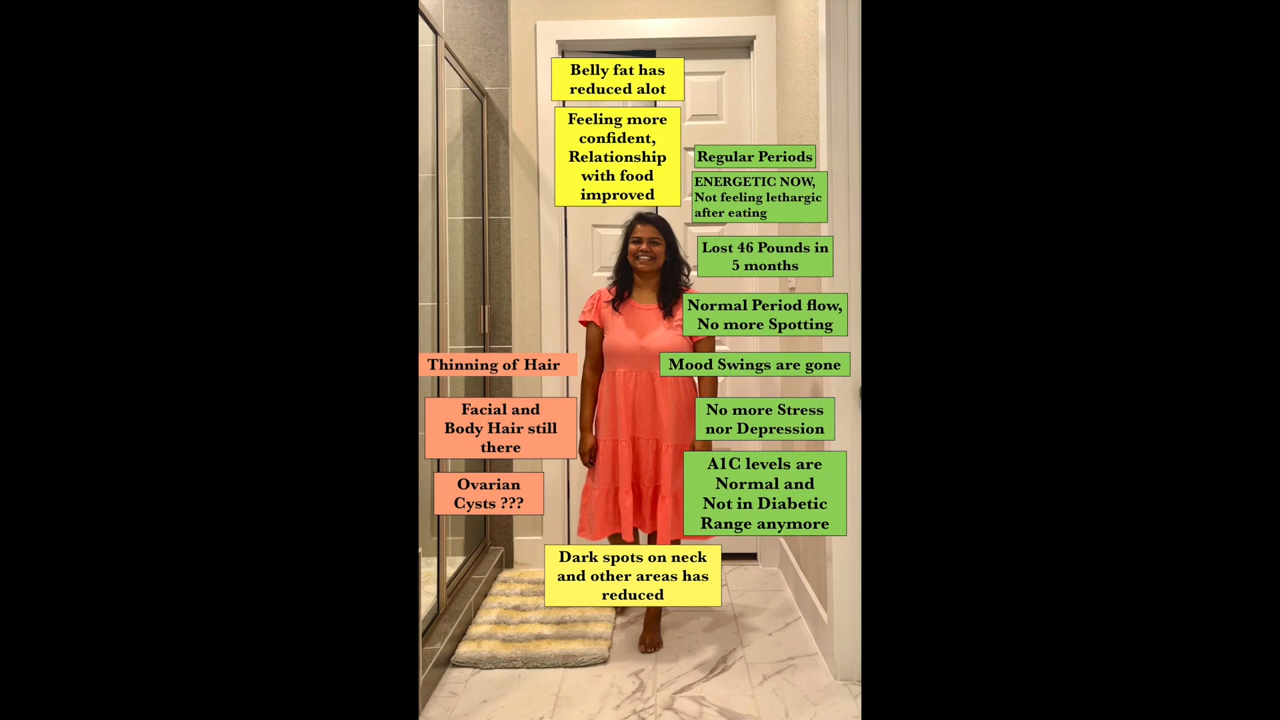 Belly fat has
reduced alot
Feeling more
confident,
Relationship
with food
improved
Regular Periods
ENERGETIC NOW,
Not feeling lethargic
after eating
Lost 46 Pounds in
5 months
Normal Period flow,
No more Spotting
Mood Swings are gone
No more Stress
nor Depression
A1C levels are
Normal and
Not in Diabetic
Range anymore
Thinning of Hair
Facial and
Body Hair still
there
Ovarian
Cysts ???
Dark spots on neck
and other areas has
reduced